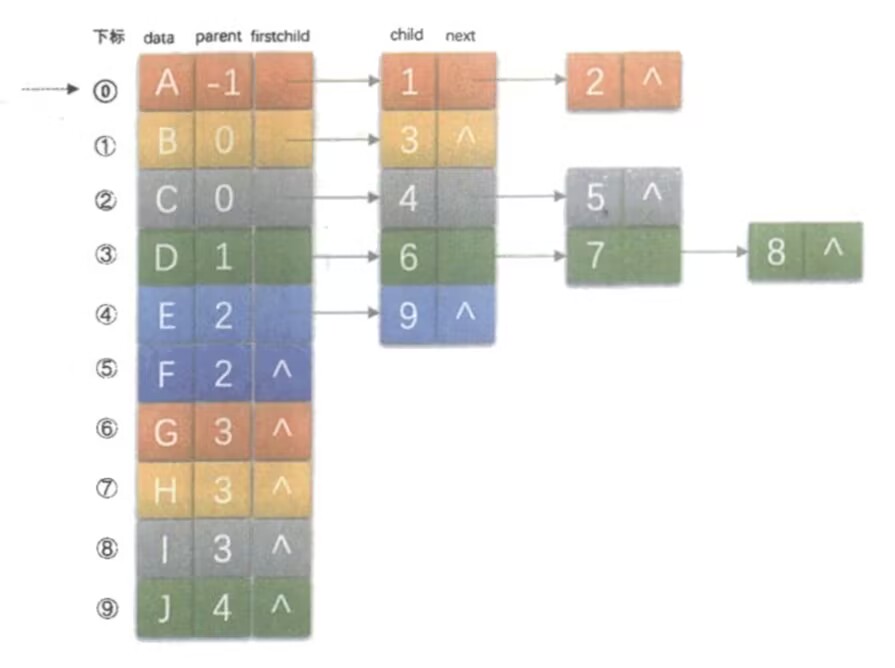 下标 data parent firstchild child next
⓪ A -1 1 2 ^
① B 0 3 ^
② C 0 4 5 ^
③ D 1 6 7 8 ^
④ E 2 9 ^
⑤ F 2 ^
⑥ G 3 ^
⑦ H 3 ^
⑧ I 3 ^
⑨ J 4 ^